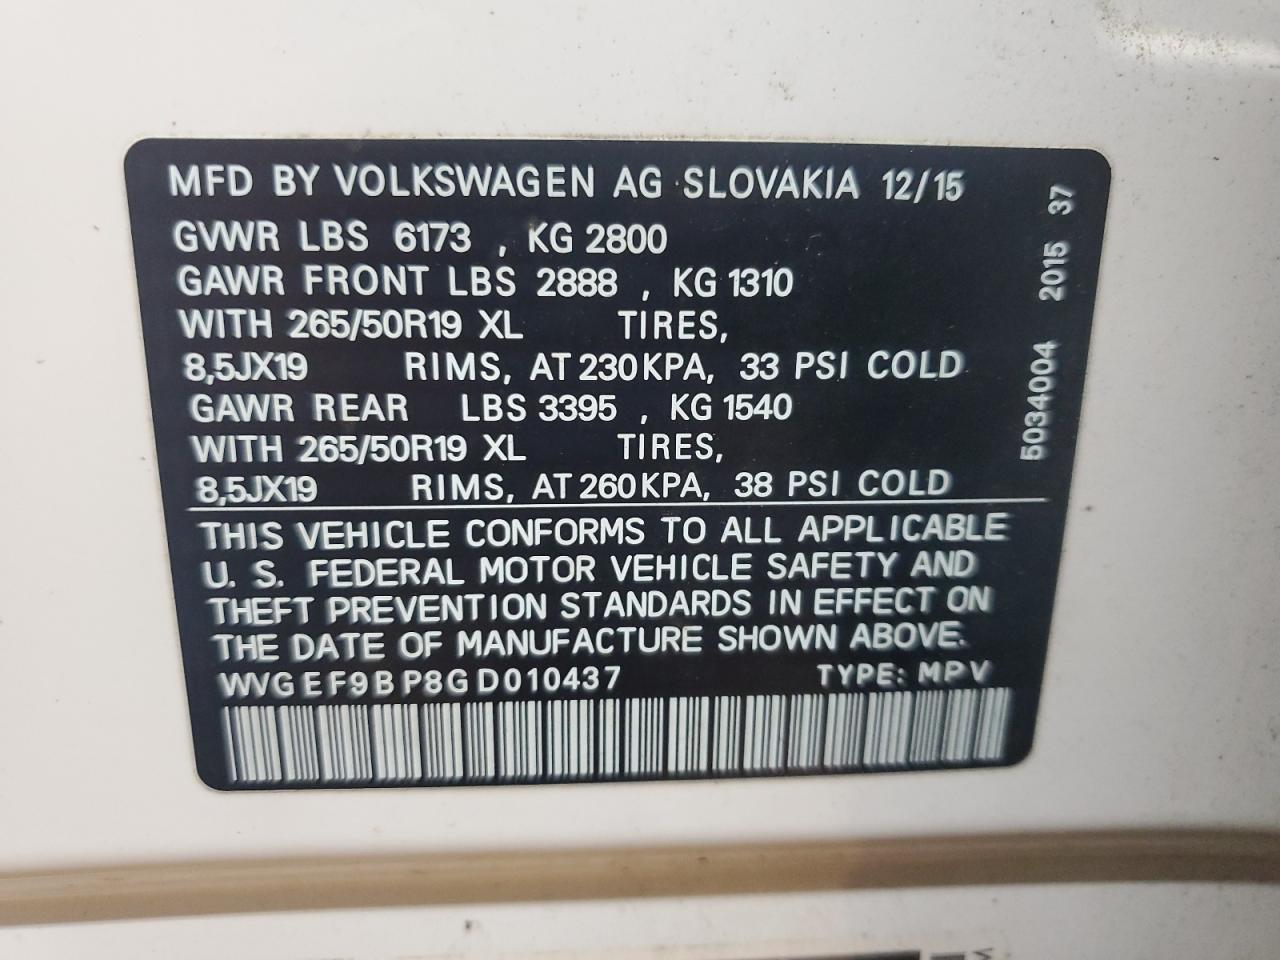 MFD BY VOLKSWAGEN AG SLOVAKIA 12/15
GVWR LBS 6173 , KG 2800
GAWR FRONT LBS 2888 , KG 1310
WITH 265/50R19 XL TIRES,
8,5JX19 RIMS, AT 230 KPA, 33 PSI COLD
GAWR REAR LBS 3395 , KG 1540
WITH 265/50R19 XL TIRES,
8,5JX19 RIMS, AT 260 KPA, 38 PSI COLD
THIS VEHICLE CONFORMS TO ALL APPLICABLE
U. S. FEDERAL MOTOR VEHICLE SAFETY AND
THEFT PREVENTION STANDARDS IN EFFECT ON
THE DATE OF MANUFACTURE SHOWN ABOVE.
WVGEF9BP8GD010437 TYPE: MPV
5034004 2015 37